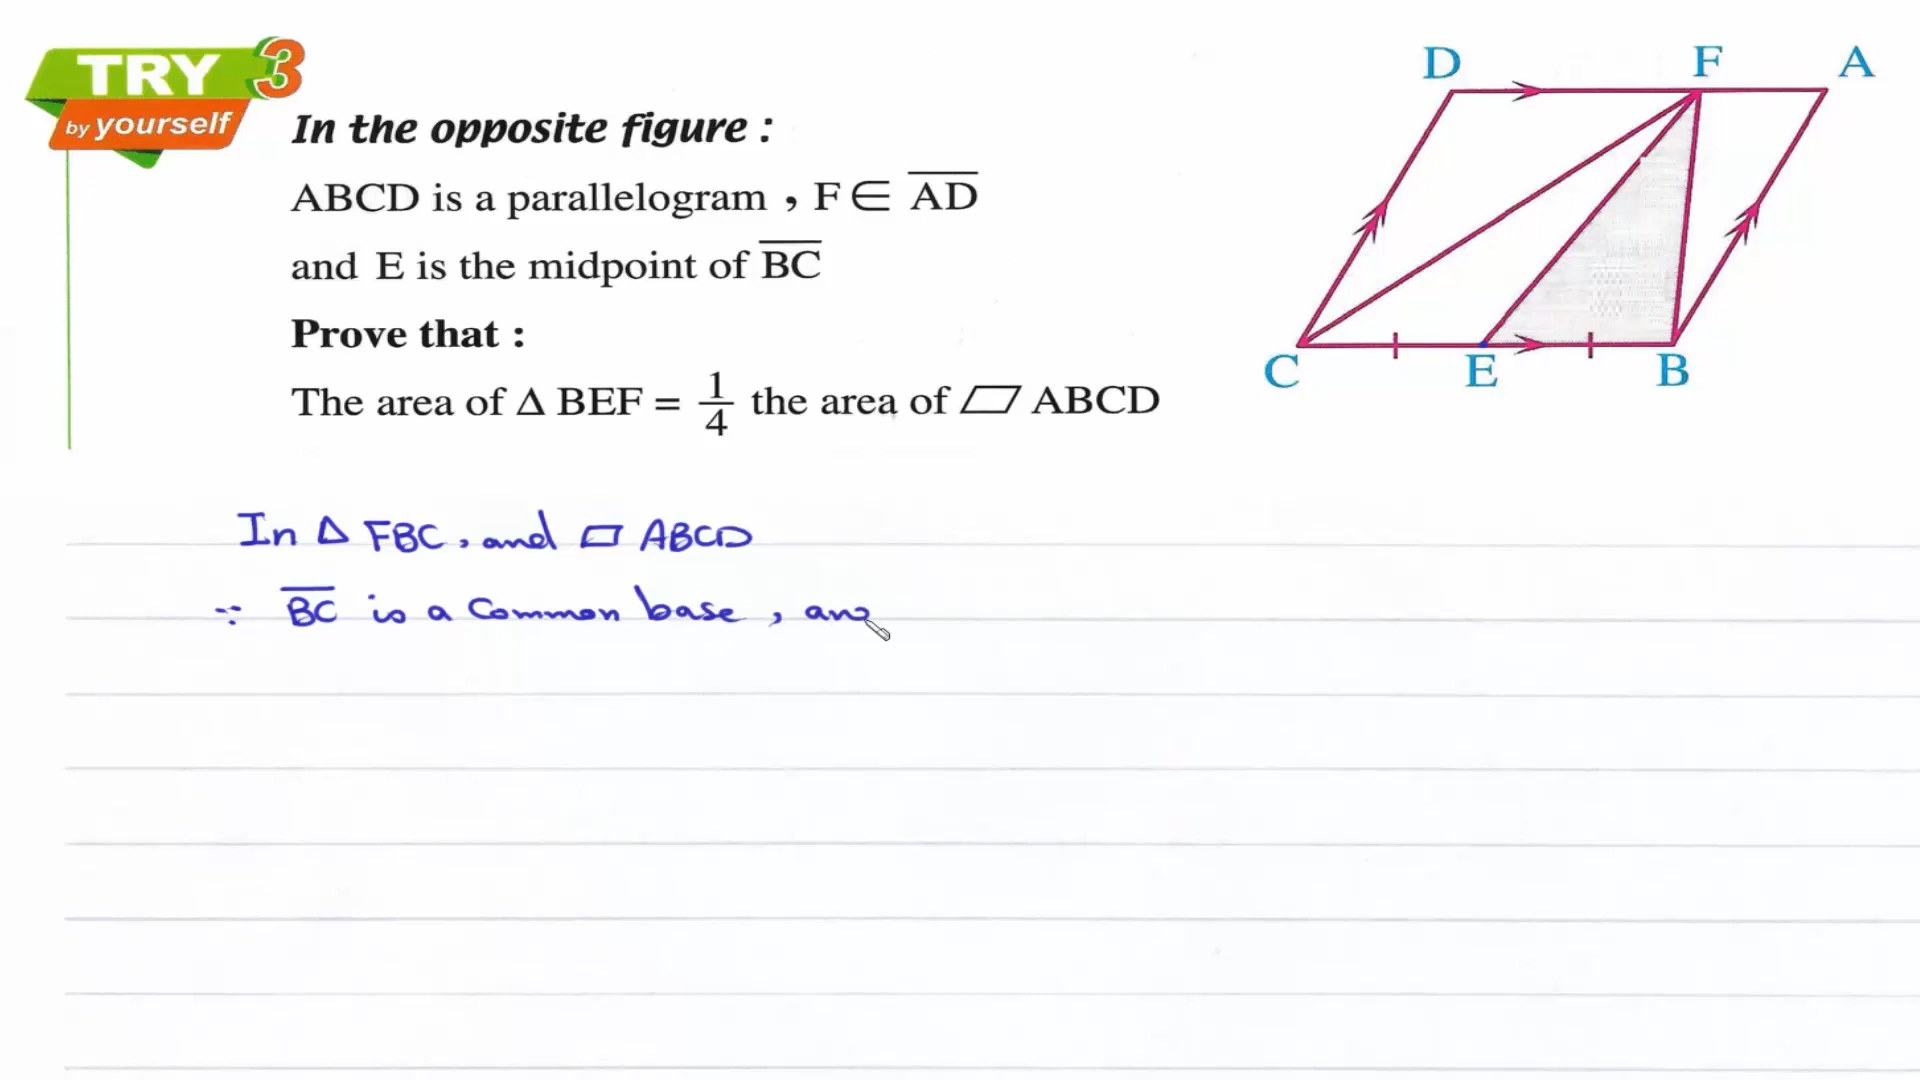 TRY 3
by yourself
In the opposite figure :
ABCD is a parallelogram , F ∈ AD
and E is the midpoint of BC
Prove that :
The area of Δ BEF = 1/4 the area of ▱ ABCD
D F A
C E B
In Δ FBC, and ▱ ABCD
∵ BC is a Common base, an